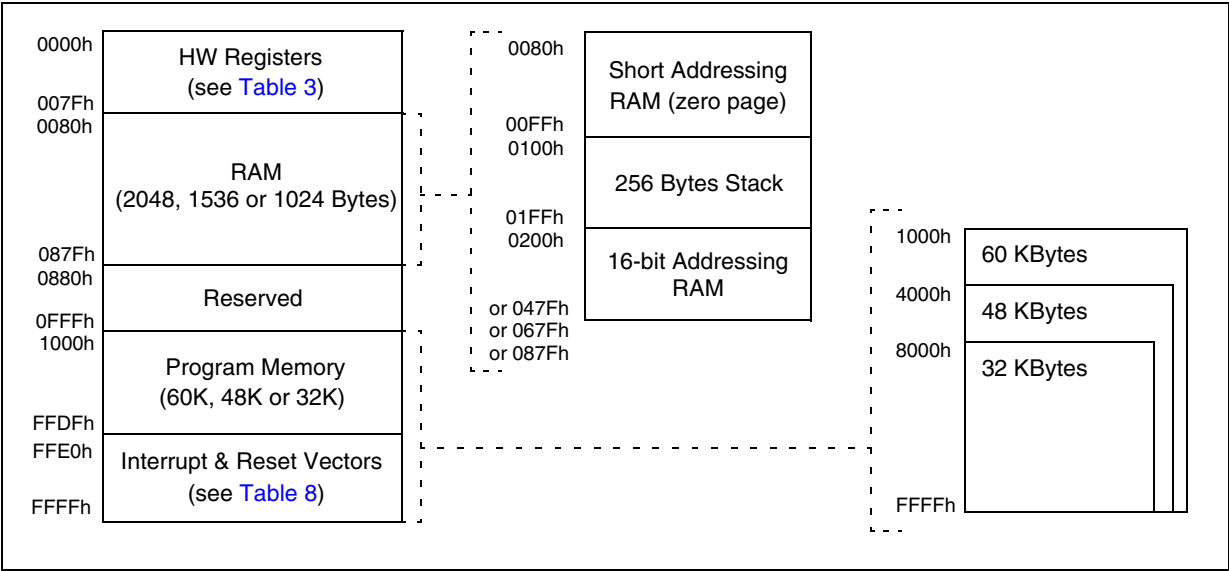 0000h
HW Registers
(see Table 3)
007Fh
0080h
RAM
(2048, 1536 or 1024 Bytes)
087Fh
0880h
Reserved
0FFFh
1000h
Program Memory
(60K, 48K or 32K)
FFDFh
FFE0h
Interrupt & Reset Vectors
(see Table 8)
FFFFh
0080h
Short Addressing
RAM (zero page)
00FFh
0100h
256 Bytes Stack
01FFh
0200h
16-bit Addressing
RAM
or 047Fh
or 067Fh
or 087Fh
1000h
60 KBytes
4000h
48 KBytes
8000h
32 KBytes
FFFFh